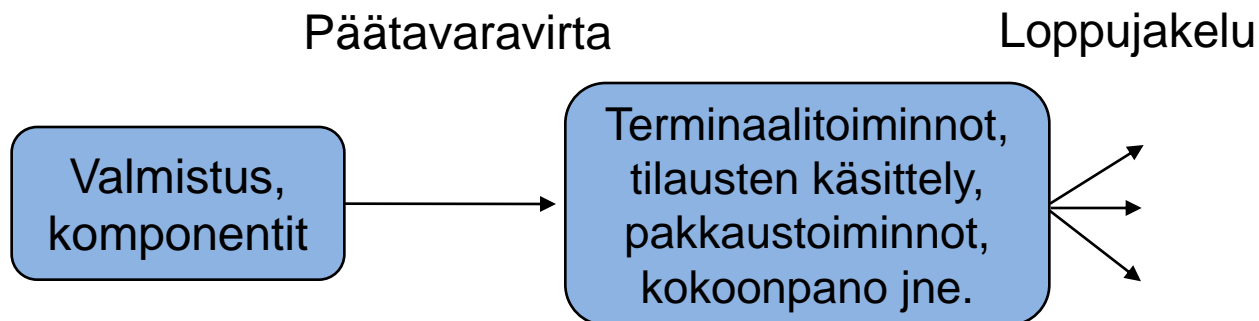 Päätavaravirta
Loppujakelu
Valmistus,
komponentit
Terminaalitoiminnot,
tilausten käsittely,
pakkaustoiminnot,
kokoonpano jne.